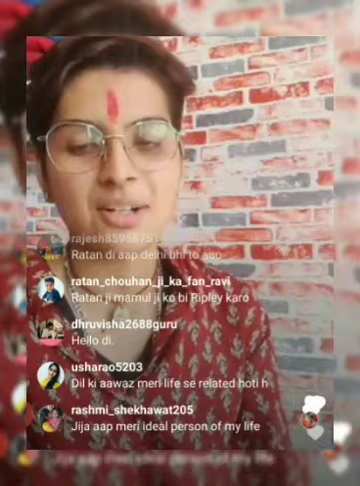 rajesh8595875
Ratan di aap delhi bhi to aao
ratan_chouhan_ji_ka_fan_ravi
Ratan ji mamul ji ko bi Ripley karo
dhruvisha2688guru
Hello di.
usharao5203
Dil ki aawaz meri life se related hoti h
rashmi_shekhawat205
Jija aap meri ideal person of my life